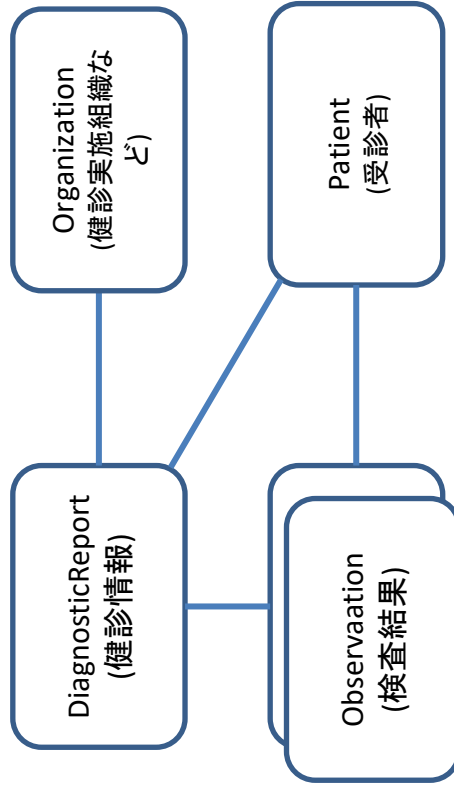 DiagnosticReport
(健診情報)
Organization
(健診実施組織な
ど)
Observaation
(検査結果)
Patient
(受診者)